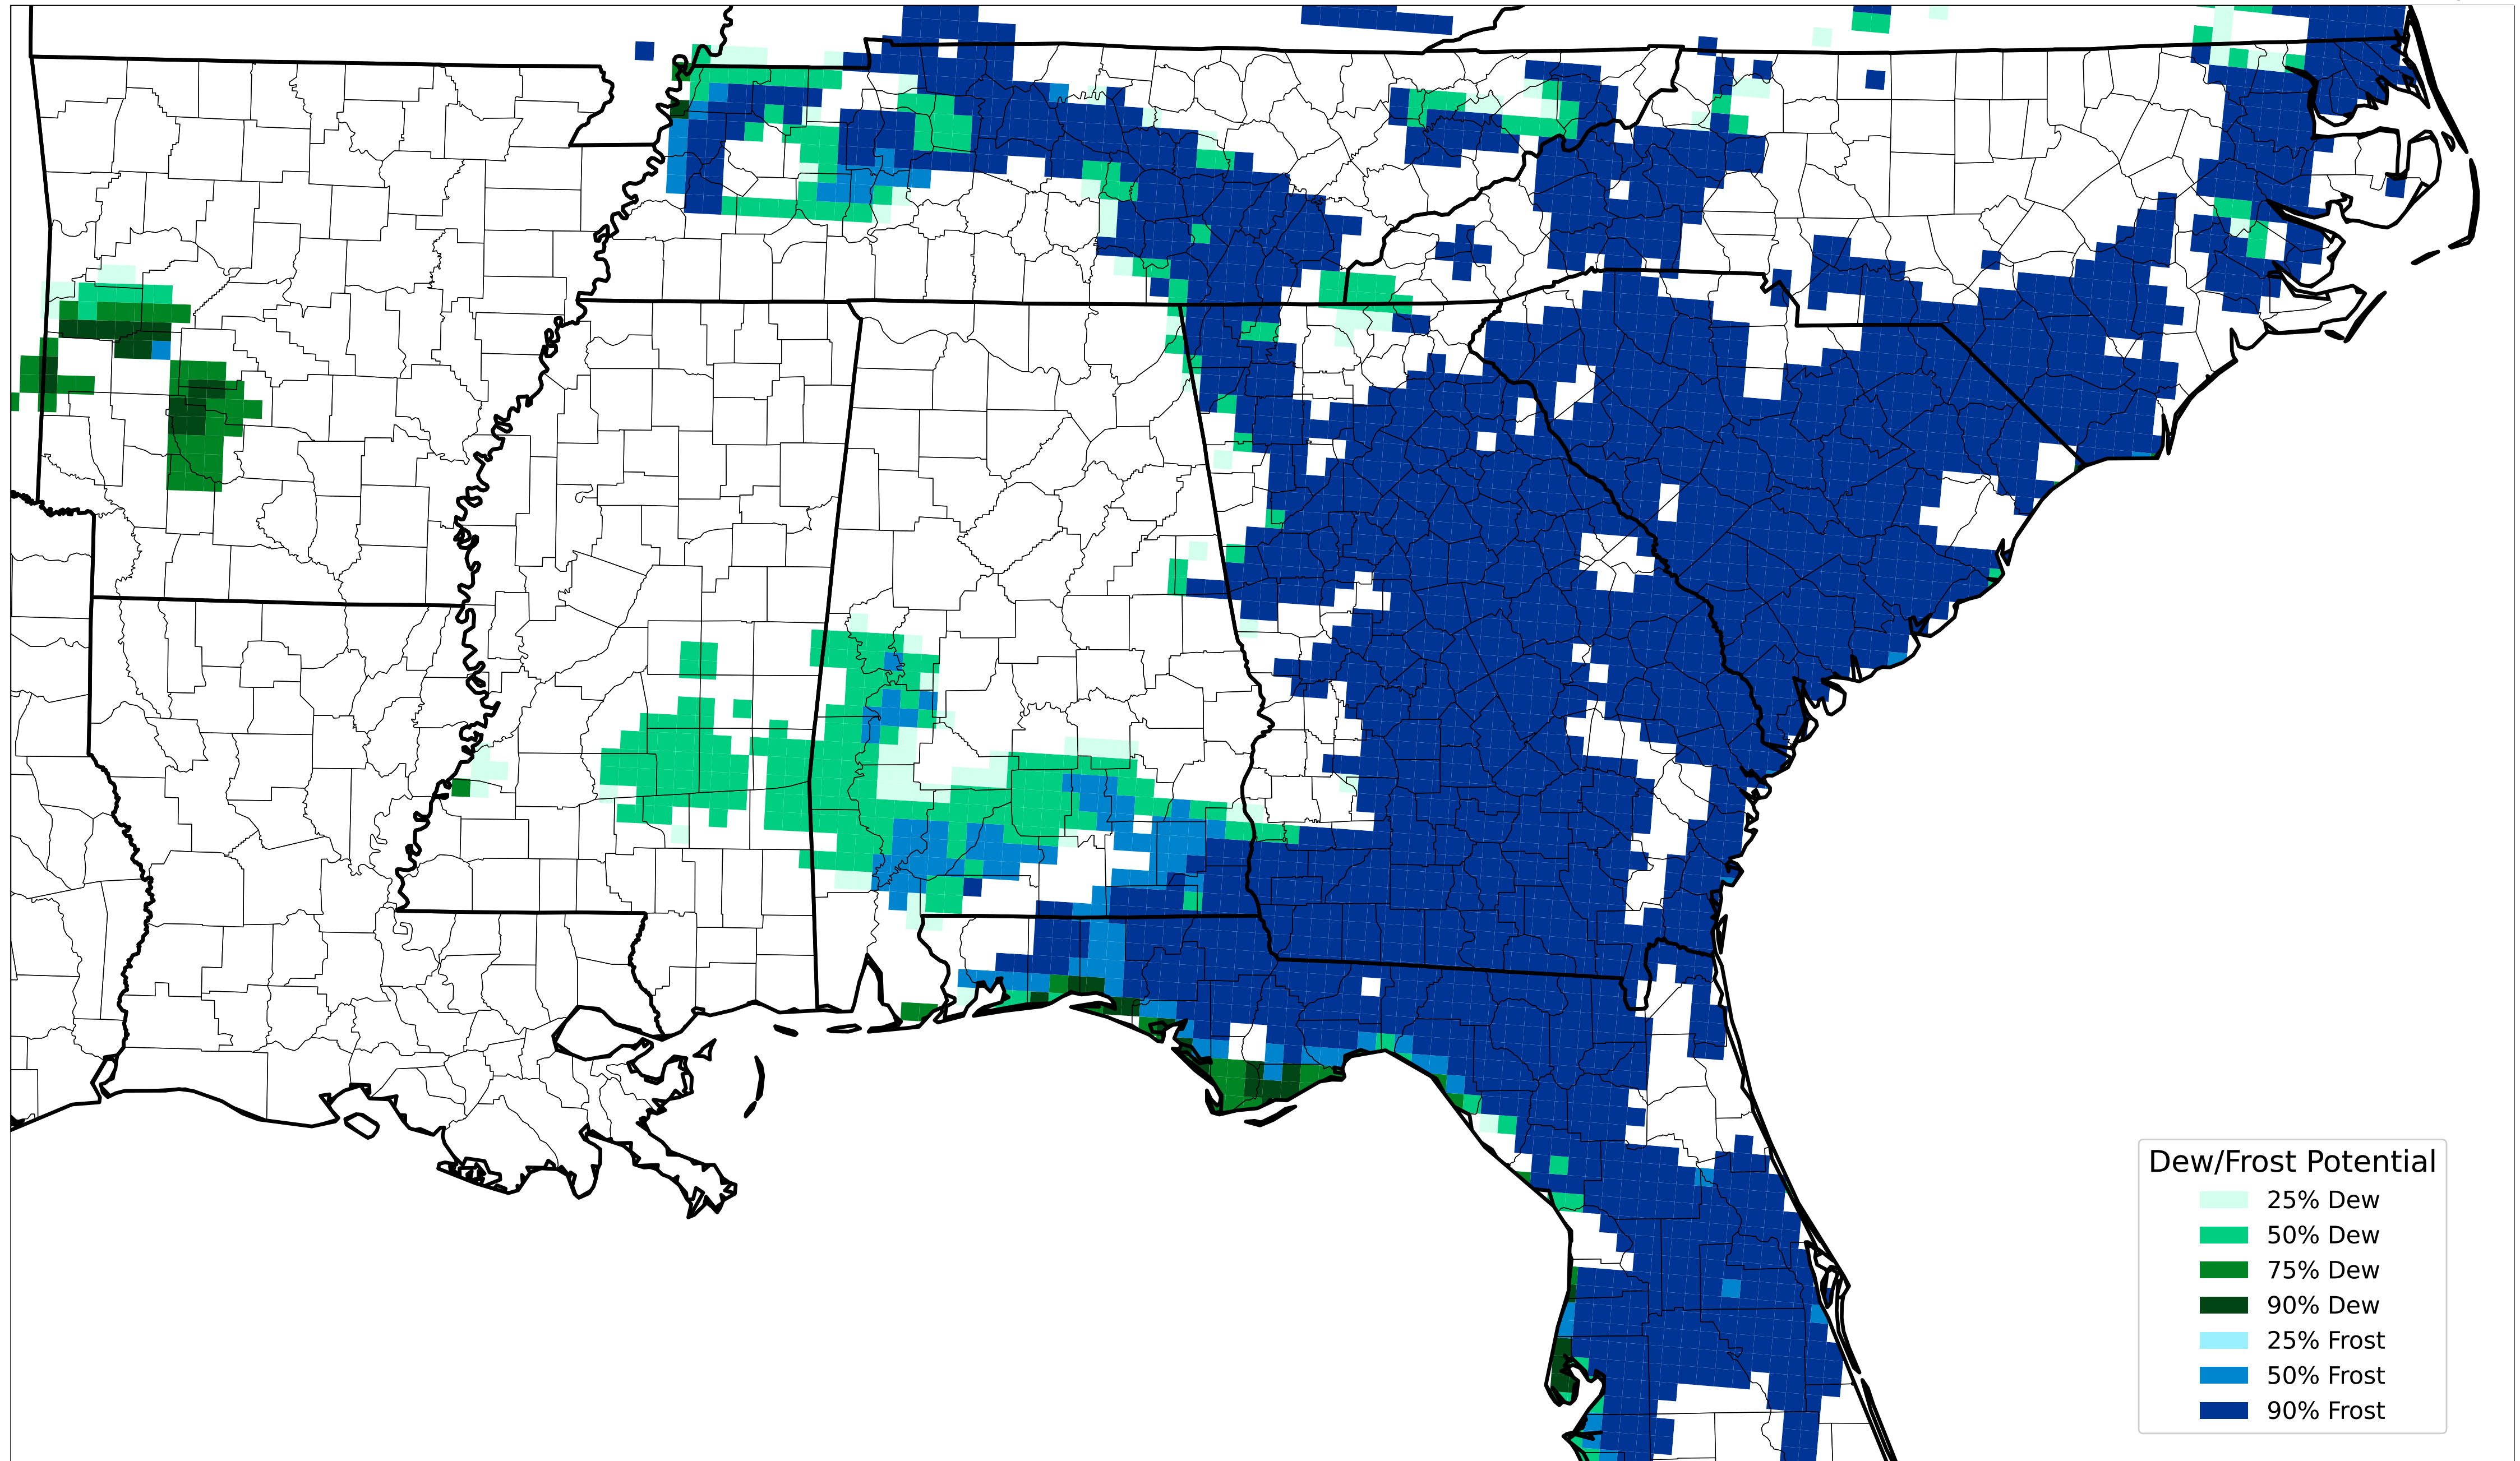 Dew/Frost Potential
25% Dew
50% Dew
75% Dew
90% Dew
25% Frost
50% Frost
90% Frost